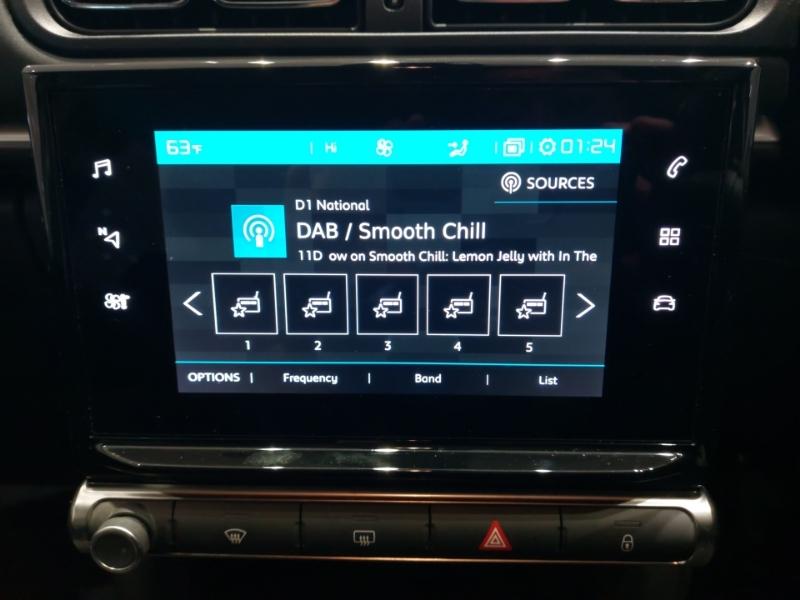 63°F Hi 01:24
SOURCES
D1 National
DAB / Smooth Chill
11D ow on Smooth Chill: Lemon Jelly with In The
N
1 2 3 4 5
OPTIONS | Frequency | Band | List